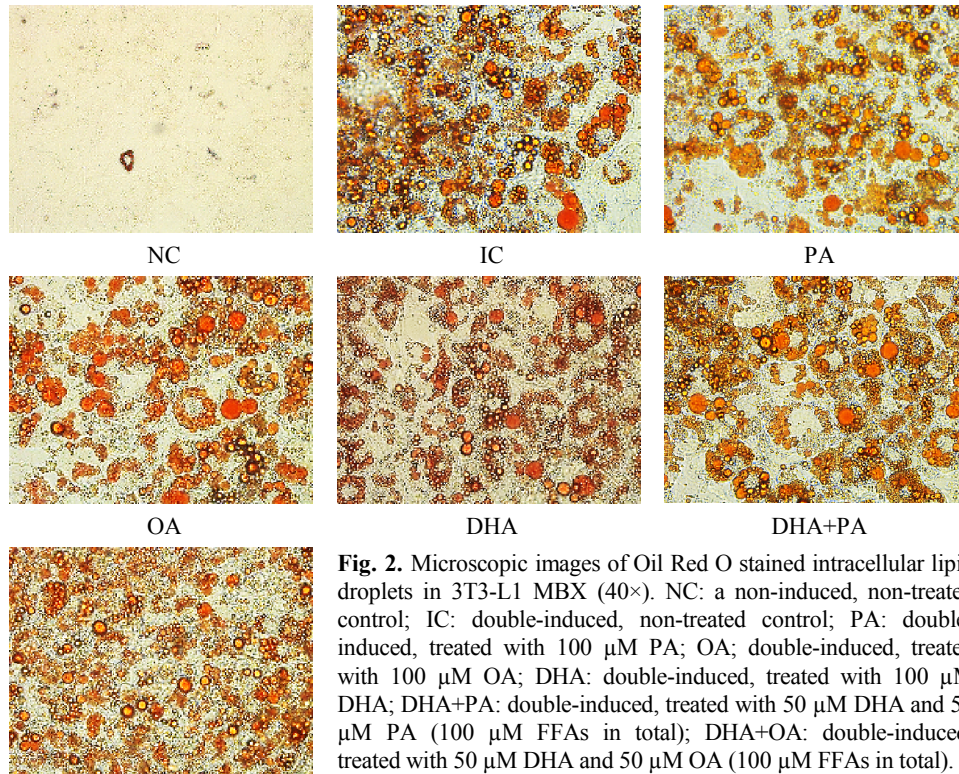 NC
IC
PA
OA
DHA
DHA+PA
Fig. 2. Microscopic images of Oil Red O stained intracellular lipi
droplets in 3T3-L1 MBX (40×). NC: a non-induced, non-treate
control; IC: double-induced, non-treated control; PA: double
induced, treated with 100 µM PA; OA; double-induced, treate
with 100 µM OA; DHA: double-induced, treated with 100 µM
DHA; DHA+PA: double-induced, treated with 50 µM DHA and 5
µM PA (100 µM FFAs in total); DHA+OA: double-induced
treated with 50 µM DHA and 50 µM OA (100 µM FFAs in total).